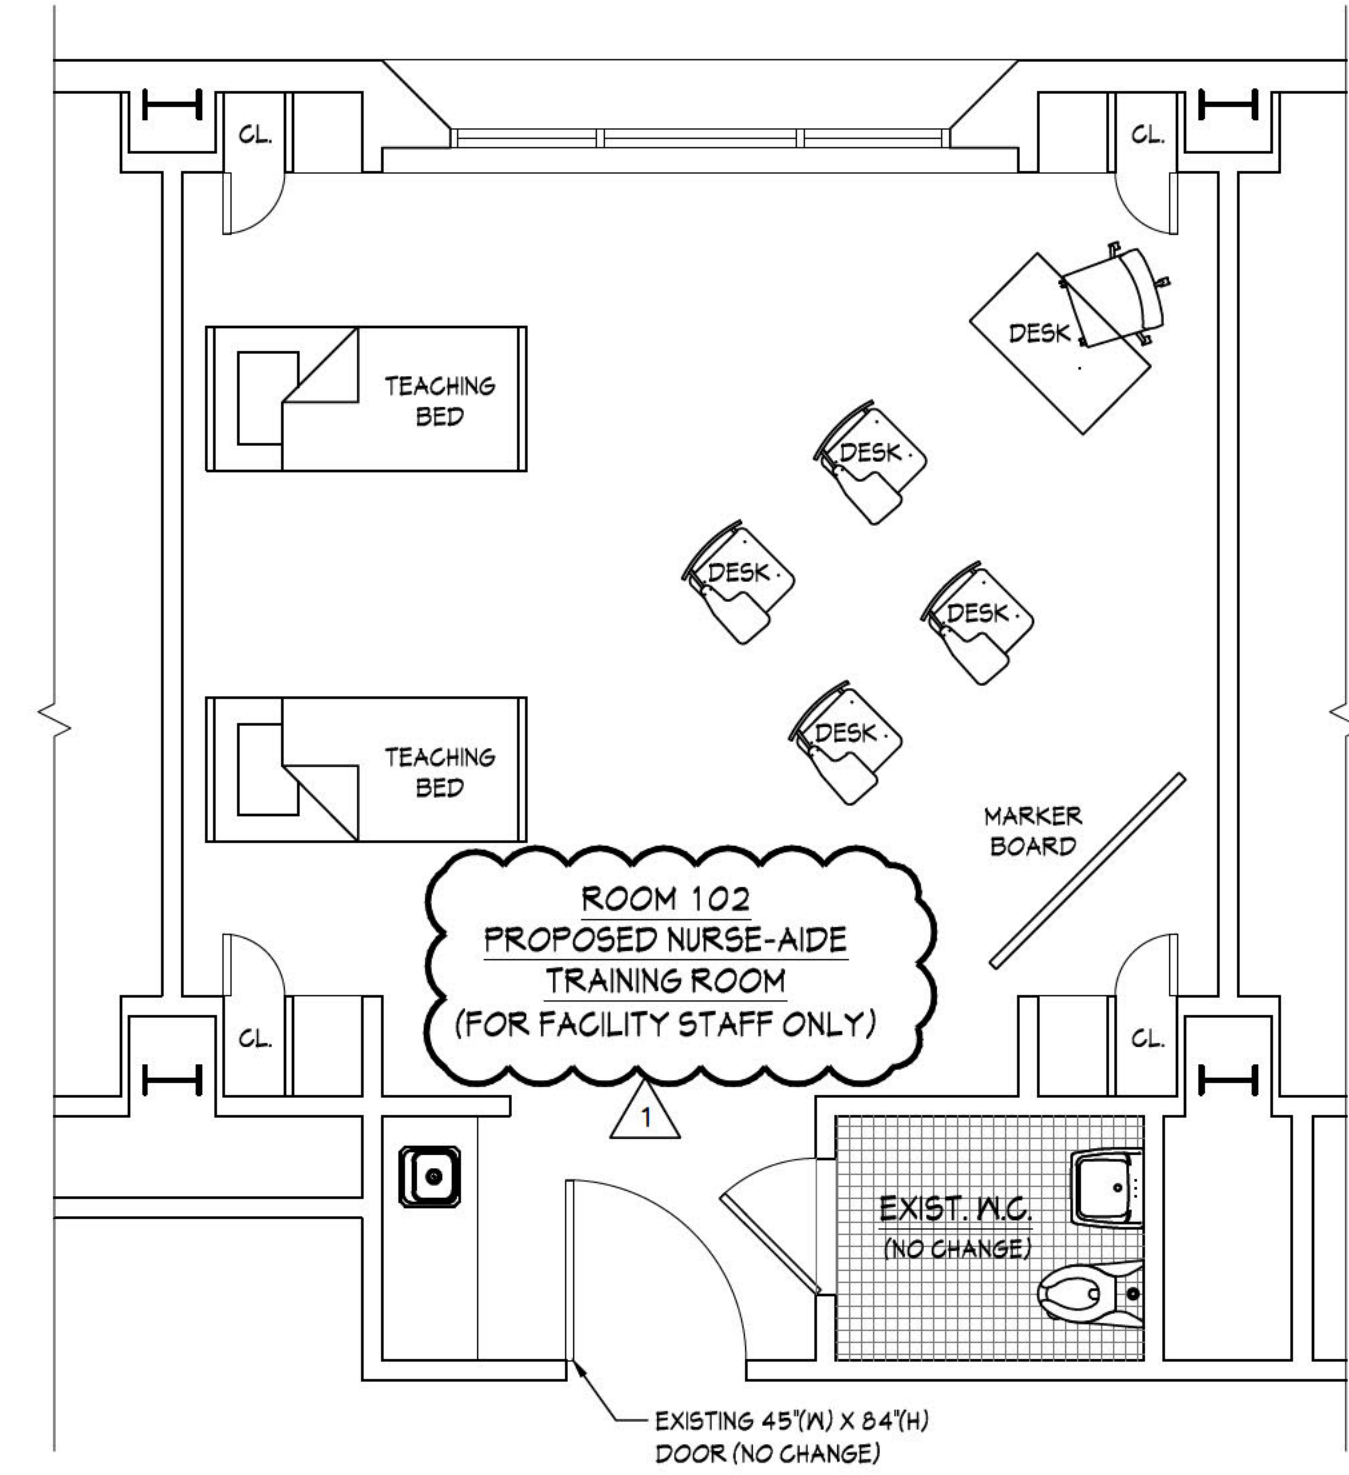 CL.
CL.
DESK
TEACHING
BED
DESK
DESK
DESK
DESK
TEACHING
BED
MARKER
BOARD
ROOM 102
PROPOSED NURSE-AIDE
TRAINING ROOM
(FOR FACILITY STAFF ONLY)
CL.
CL.
1
EXIST. W.C.
(NO CHANGE)
EXISTING 45"(W) X 84"(H)
DOOR (NO CHANGE)